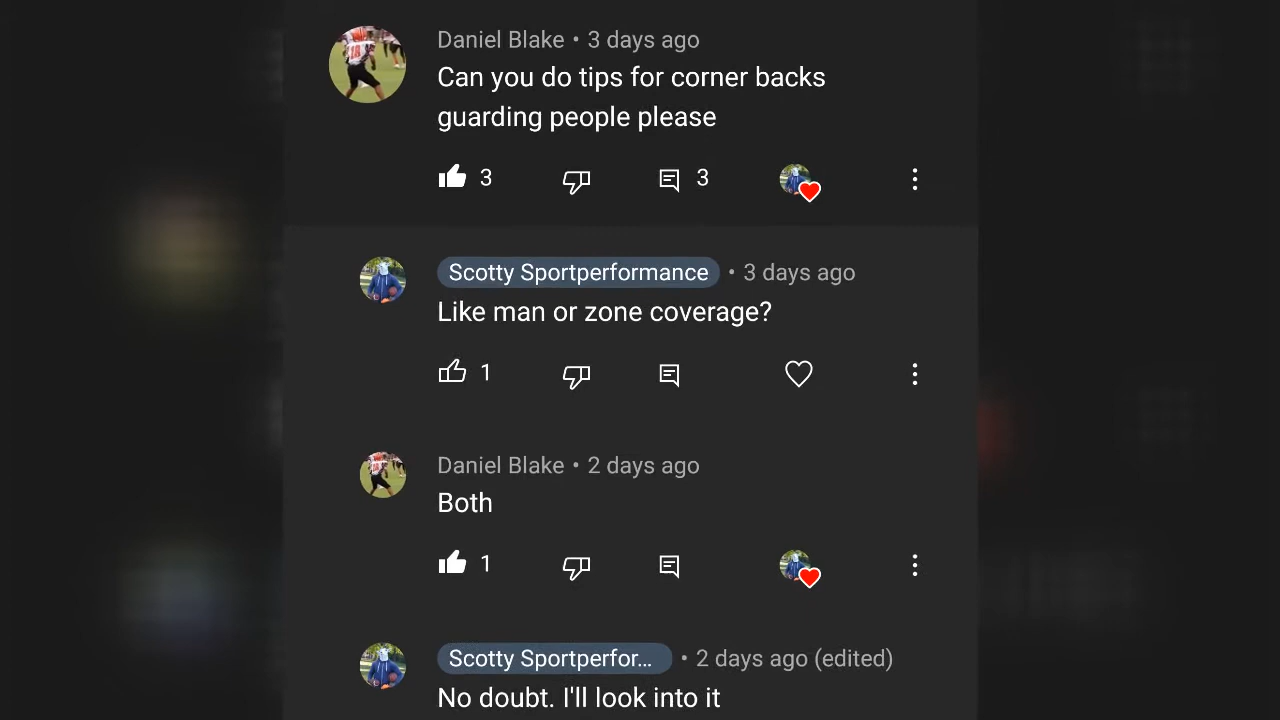 Daniel Blake • 3 days ago
Can you do tips for corner backs
guarding people please
3 3
Scotty Sportperformance • 3 days ago
Like man or zone coverage?
1
Daniel Blake • 2 days ago
Both
1
Scotty Sportperfor... • 2 days ago (edited)
No doubt. I'll look into it